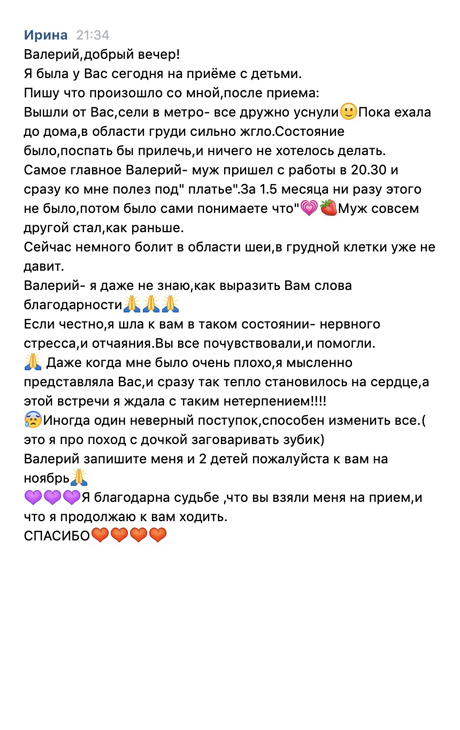 Ирина 21:34
Валерий,добрый вечер!
Я была у Вас сегодня на приёме с детьми.
Пишу что произошло со мной,после приема:
Вышли от Вас,сели в метро- все дружно уснули🙂Пока ехала
до дома,в области груди сильно жгло.Состояние
было,поспать бы прилечь,и ничего не хотелось делать.
Самое главное Валерий- муж пришел с работы в 20.30 и
сразу ко мне полез под" платье".За 1.5 месяца ни разу этого
не было,потом было сами понимаете что"💗🍓Муж совсем
другой стал,как раньше.
Сейчас немного болит в области шеи,в грудной клетки уже не
давит.
Валерий- я даже не знаю,как выразить Вам слова
благодарности🙏🙏🙏
Если честно,я шла к вам в таком состоянии- нервного
стресса,и отчаяния.Вы все почувствовали,и помогли.
🙏 Даже когда мне было очень плохо,я мысленно
представляла Вас,и сразу так тепло становилось на сердце,а
этой встречи я ждала с таким нетерпением!!!!
😰Иногда один неверный поступок,способен изменить все.(
это я про поход с дочкой заговаривать зубик)
Валерий запишите меня и 2 детей пожалуйста к вам на
ноябрь🙏
💜💜💜Я благодарна судьбе ,что вы взяли меня на прием,и
что я продолжаю к вам ходить.
СПАСИБО❤️❤️❤️❤️